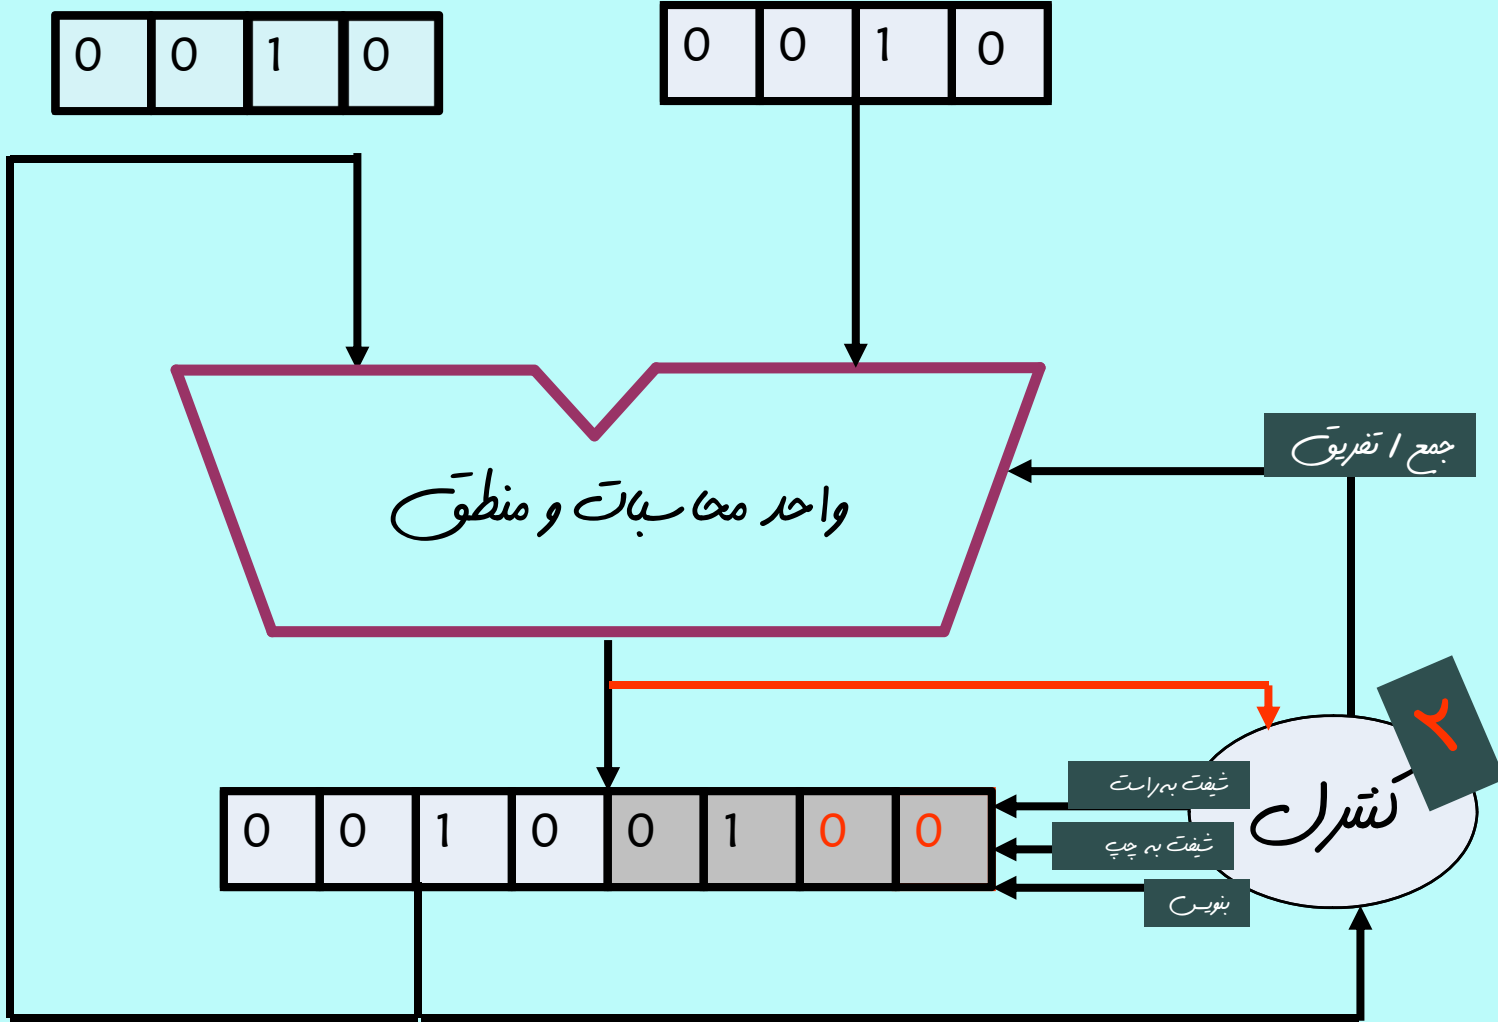 0 0 1 0
0 0 1 0
جمع / تفریق
واحد محاسبات و منطق
۲
کنترل
شیفت به راست
شیفت به چپ
بنویس
0 0 1 0 0 1 0 0